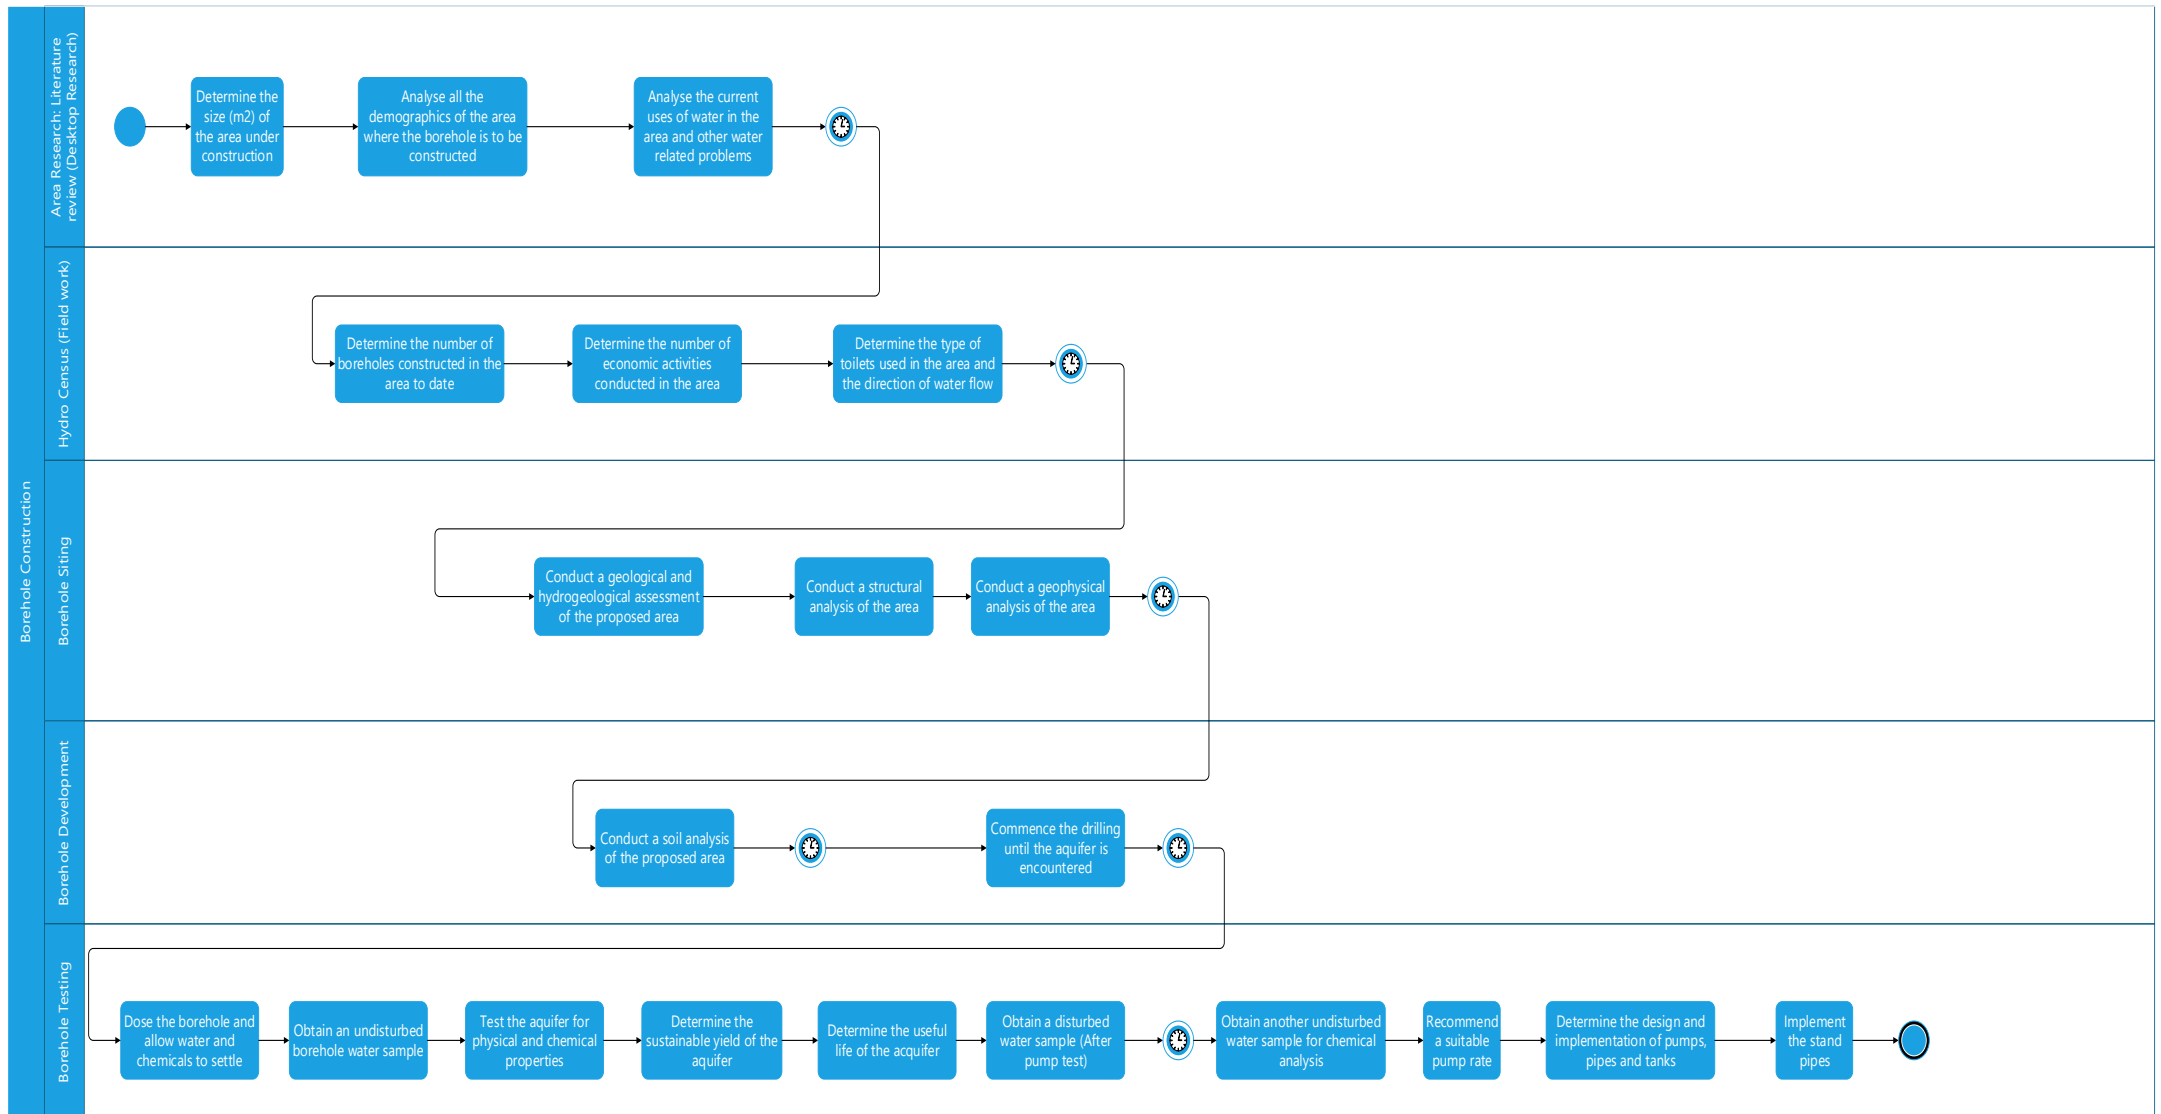 Borehole Construction
Area Research: Literature
review (Desktop Research)
Determine the
size (m2) of
the area under
construction
Analyse all the
demographics of the area
where the borehole is to be
constructed
Analyse the current
uses of water in the
area and other water
related problems
Hydro Census (Field work)
Determine the number of
boreholes constructed in the
area to date
Determine the number of
economic activities
conducted in the area
Determine the type of
toilets used in the area and
the direction of water flow
Borehole Siting
Conduct a geological and
hydrogeological assessment
of the proposed area
Conduct a structural
analysis of the area
Conduct a geophysical
analysis of the area
Borehole Development
Conduct a soil analysis
of the proposed area
Commence the drilling
until the aquifer is
encountered
Borehole Testing
Dose the borehole and
allow water and
chemicals to settle
Obtain an undisturbed
borehole water sample
Test the aquifer for
physical and chemical
properties
Determine the
sustainable yield of the
aquifer
Determine the useful
life of the acquifer
Obtain a disturbed
water sample (After
pump test)
Obtain another undisturbed
water sample for chemical
analysis
Recommend
a suitable
pump rate
Determine the design and
implementation of pumps,
pipes and tanks
Implement
the stand
pipes